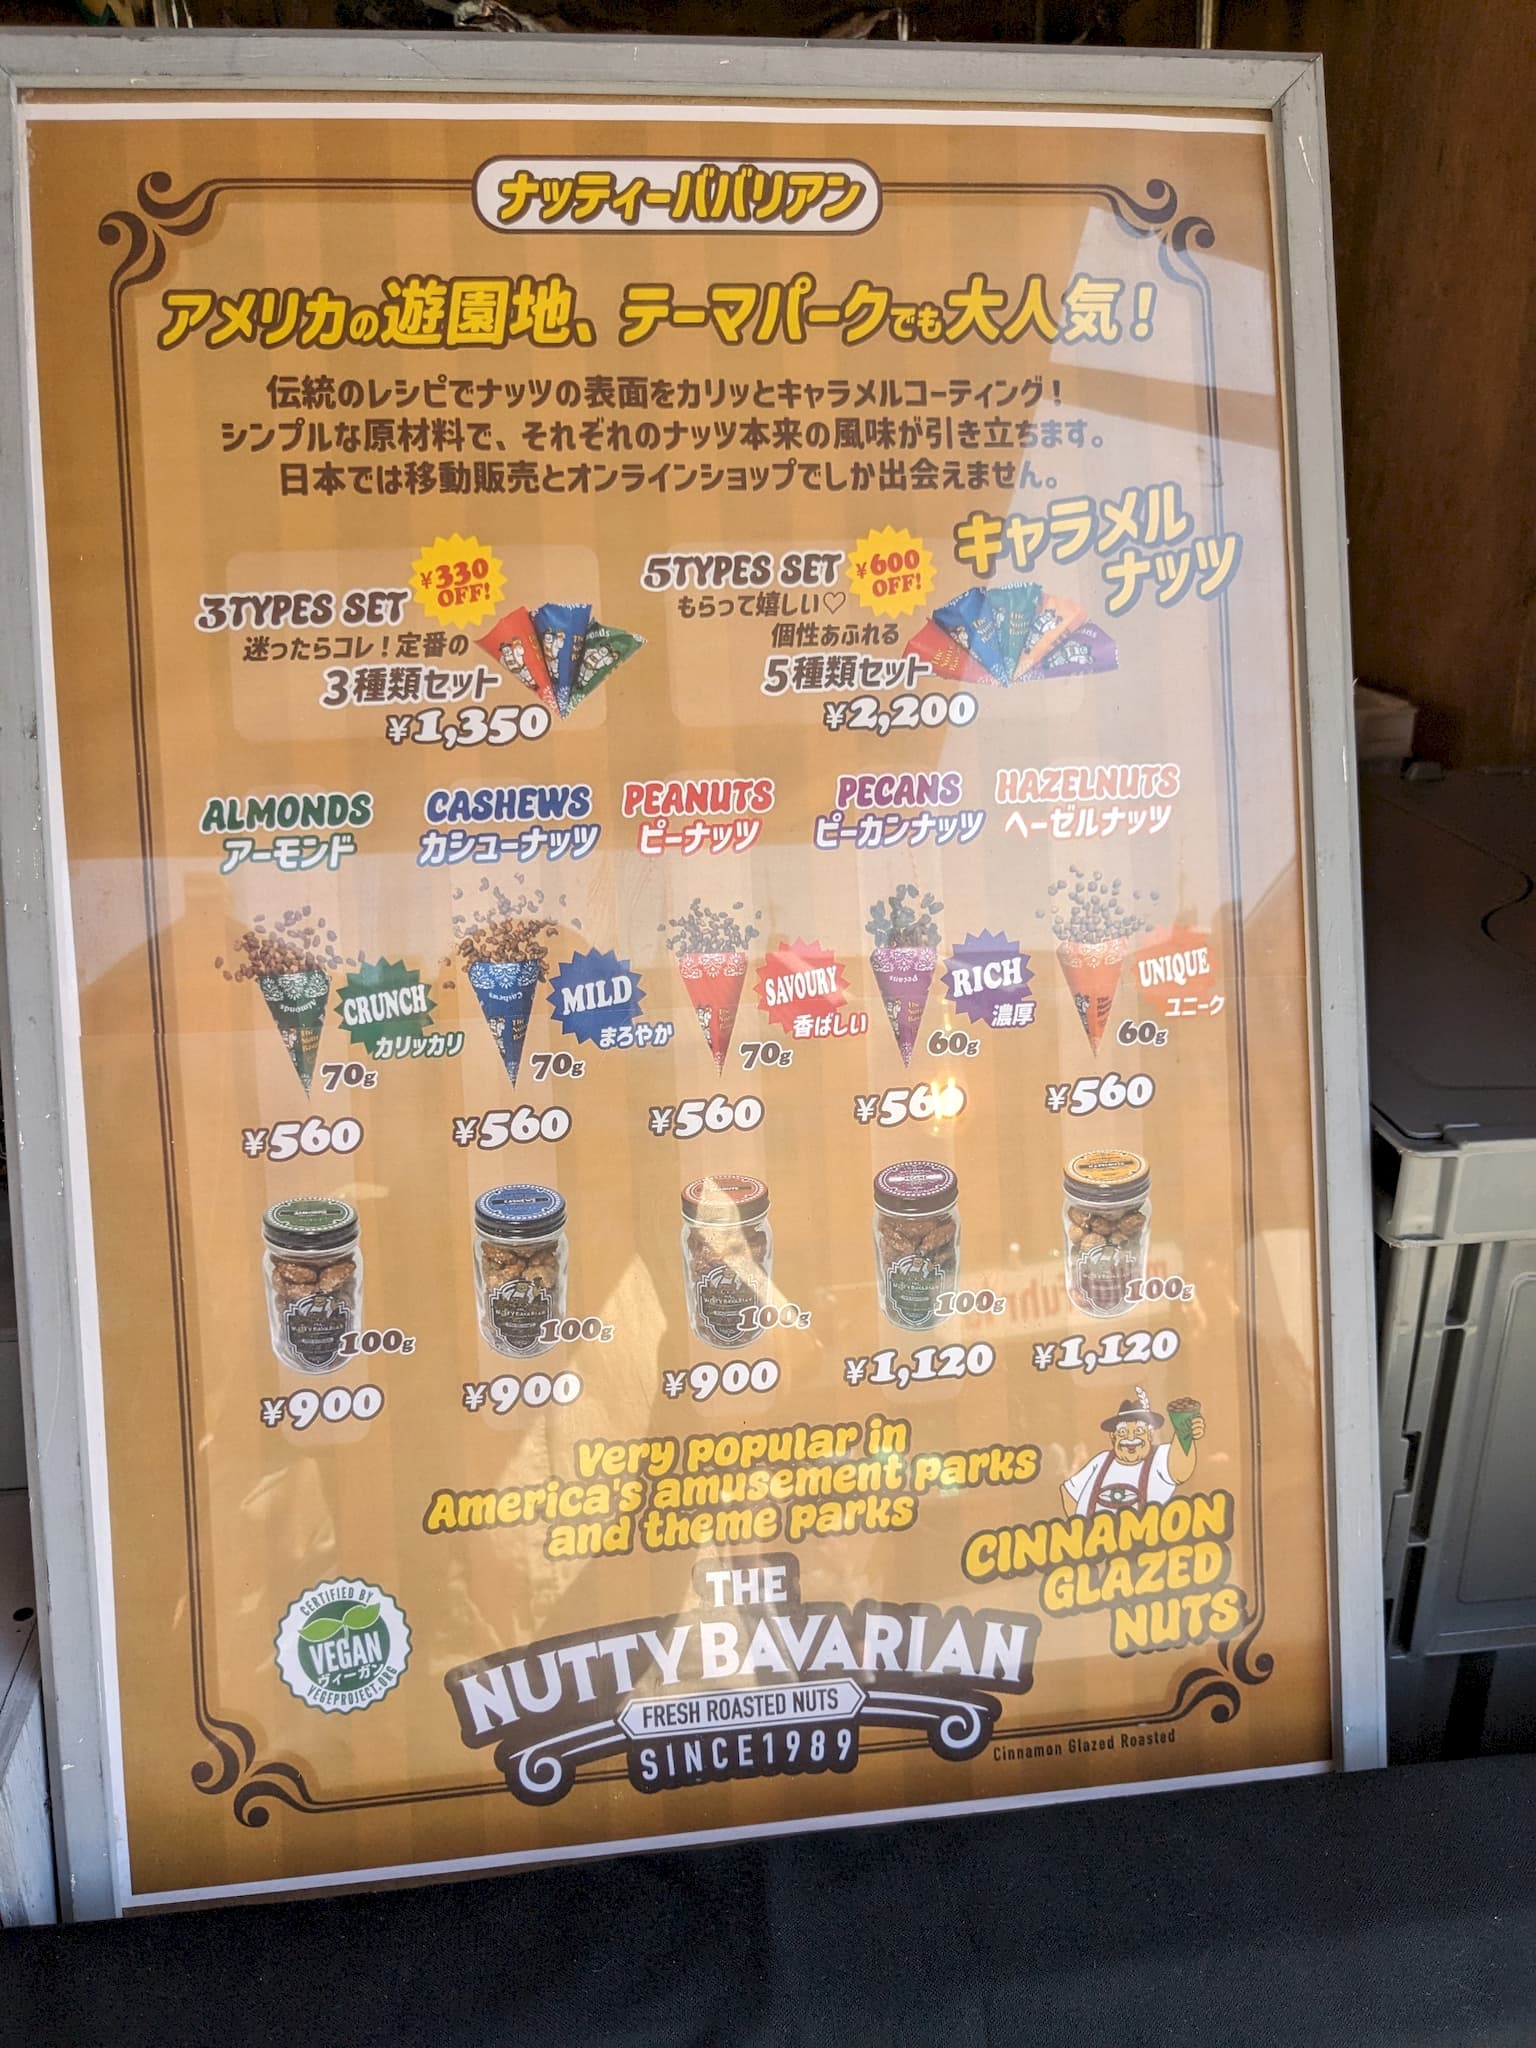 ナッティーババリアン
アメリカの遊園地、テーマパークでも大人気！
伝統のレシピでナッツの表面をカリッとキャラメルコーティング！
シンプルな原材料で、それぞれのナッツ本来の風味が引き立ちます。
日本では移動販売とオンラインショップでしか出会えません。
キャラメル
ナッツ
3TYPES SET
¥330
OFF!
迷ったらコレ！定番の
3種類セット
¥1,350
5TYPES SET
¥600
OFF!
もらって嬉しい♡
個性あふれる
5種類セット
¥2,200
ALMONDS
アーモンド
CRUNCH
カリッカリ
70g
¥560
CASHEWS
カシューナッツ
MILD
まろやか
70g
¥560
PEANUTS
ピーナッツ
SAVOURY
香ばしい
70g
¥560
PECANS
ピーカンナッツ
RICH
濃厚
60g
¥560
HAZELNUTS
ヘーゼルナッツ
UNIQUE
ユニーク
60g
¥560
100g
¥900
100g
¥900
100g
¥900
100g
¥1,120
100g
¥1,120
Very popular in
America's amusement parks
and theme parks
CINNAMON
GLAZED
NUTS
CERTIFIED BY
VEGAN
ヴィーガン
VEGEPROJECT.ORG
THE
NUTTY BAVARIAN
FRESH ROASTED NUTS
SINCE 1989
Cinnamon Glazed Roasted